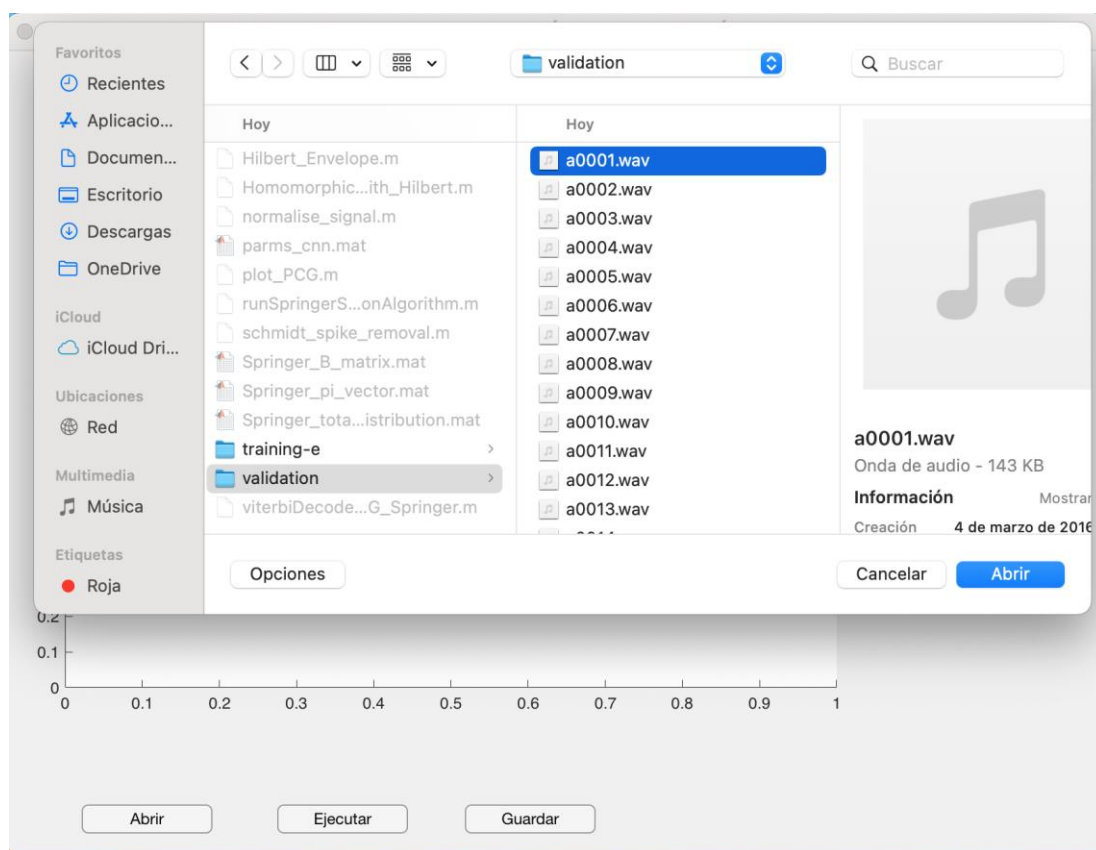 Favoritos
Recientes
Aplicacio...
Documen...
Escritorio
Descargas
OneDrive
iCloud
iCloud Dri...
Ubicaciones
Red
Multimedia
Música
Etiquetas
Roja
validation
Buscar
Hoy
Hilbert_Envelope.m
Homomorphic...ith_Hilbert.m
normalise_signal.m
parms_cnn.mat
plot_PCG.m
runSpringerS...onAlgorithm.m
schmidt_spike_removal.m
Springer_B_matrix.mat
Springer_pi_vector.mat
Springer_tota...istribution.mat
training-e
validation
viterbiDecode...G_Springer.m
Hoy
a0001.wav
a0002.wav
a0003.wav
a0004.wav
a0005.wav
a0006.wav
a0007.wav
a0008.wav
a0009.wav
a0010.wav
a0011.wav
a0012.wav
a0013.wav
a0001.wav
Onda de audio - 143 KB
Información Mostrar
Creación 4 de marzo de 2016
Opciones
Cancelar
Abrir
0.2
0.1
0
0 0.1 0.2 0.3 0.4 0.5 0.6 0.7 0.8 0.9 1
Abrir Ejecutar Guardar